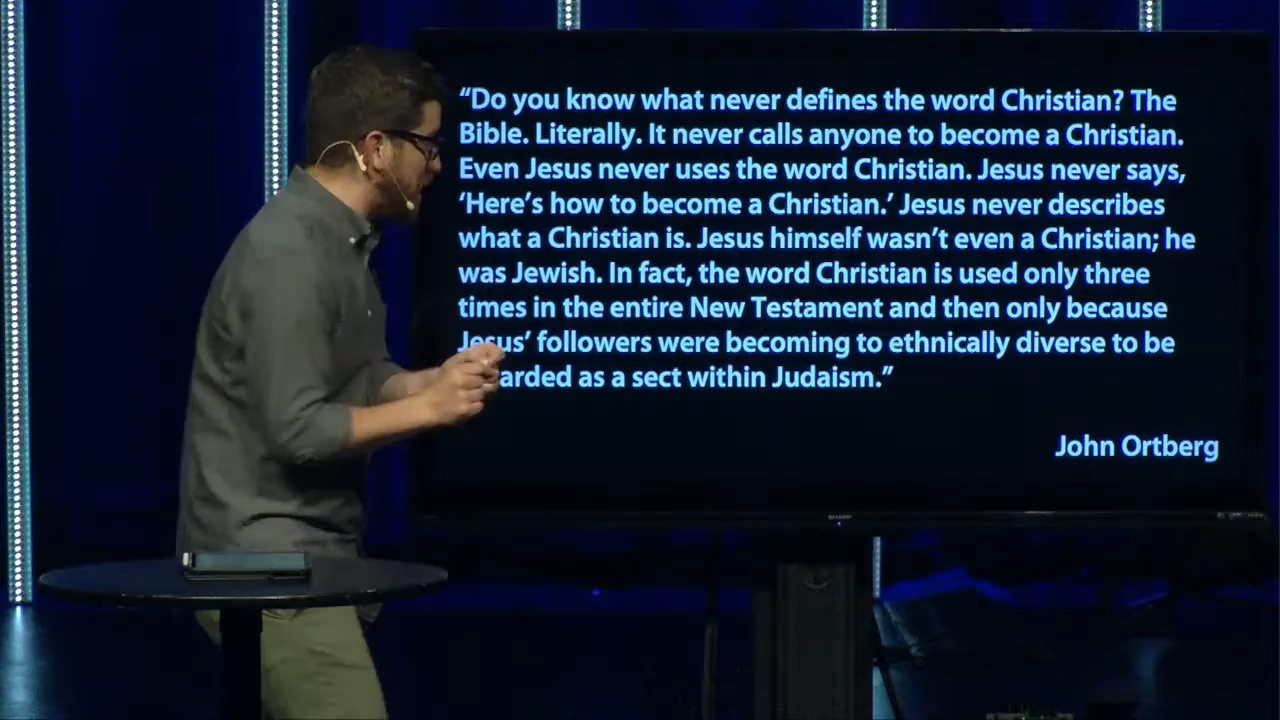 “Do you know what never defines the word Christian? The
Bible. Literally. It never calls anyone to become a Christian.
Even Jesus never uses the word Christian. Jesus never says,
‘Here’s how to become a Christian.’ Jesus never describes
what a Christian is. Jesus himself wasn’t even a Christian; he
was Jewish. In fact, the word Christian is used only three
times in the entire New Testament and then only because
Jesus’ followers were becoming to ethnically diverse to be
arded as a sect within Judaism.”
John Ortberg
SHARP